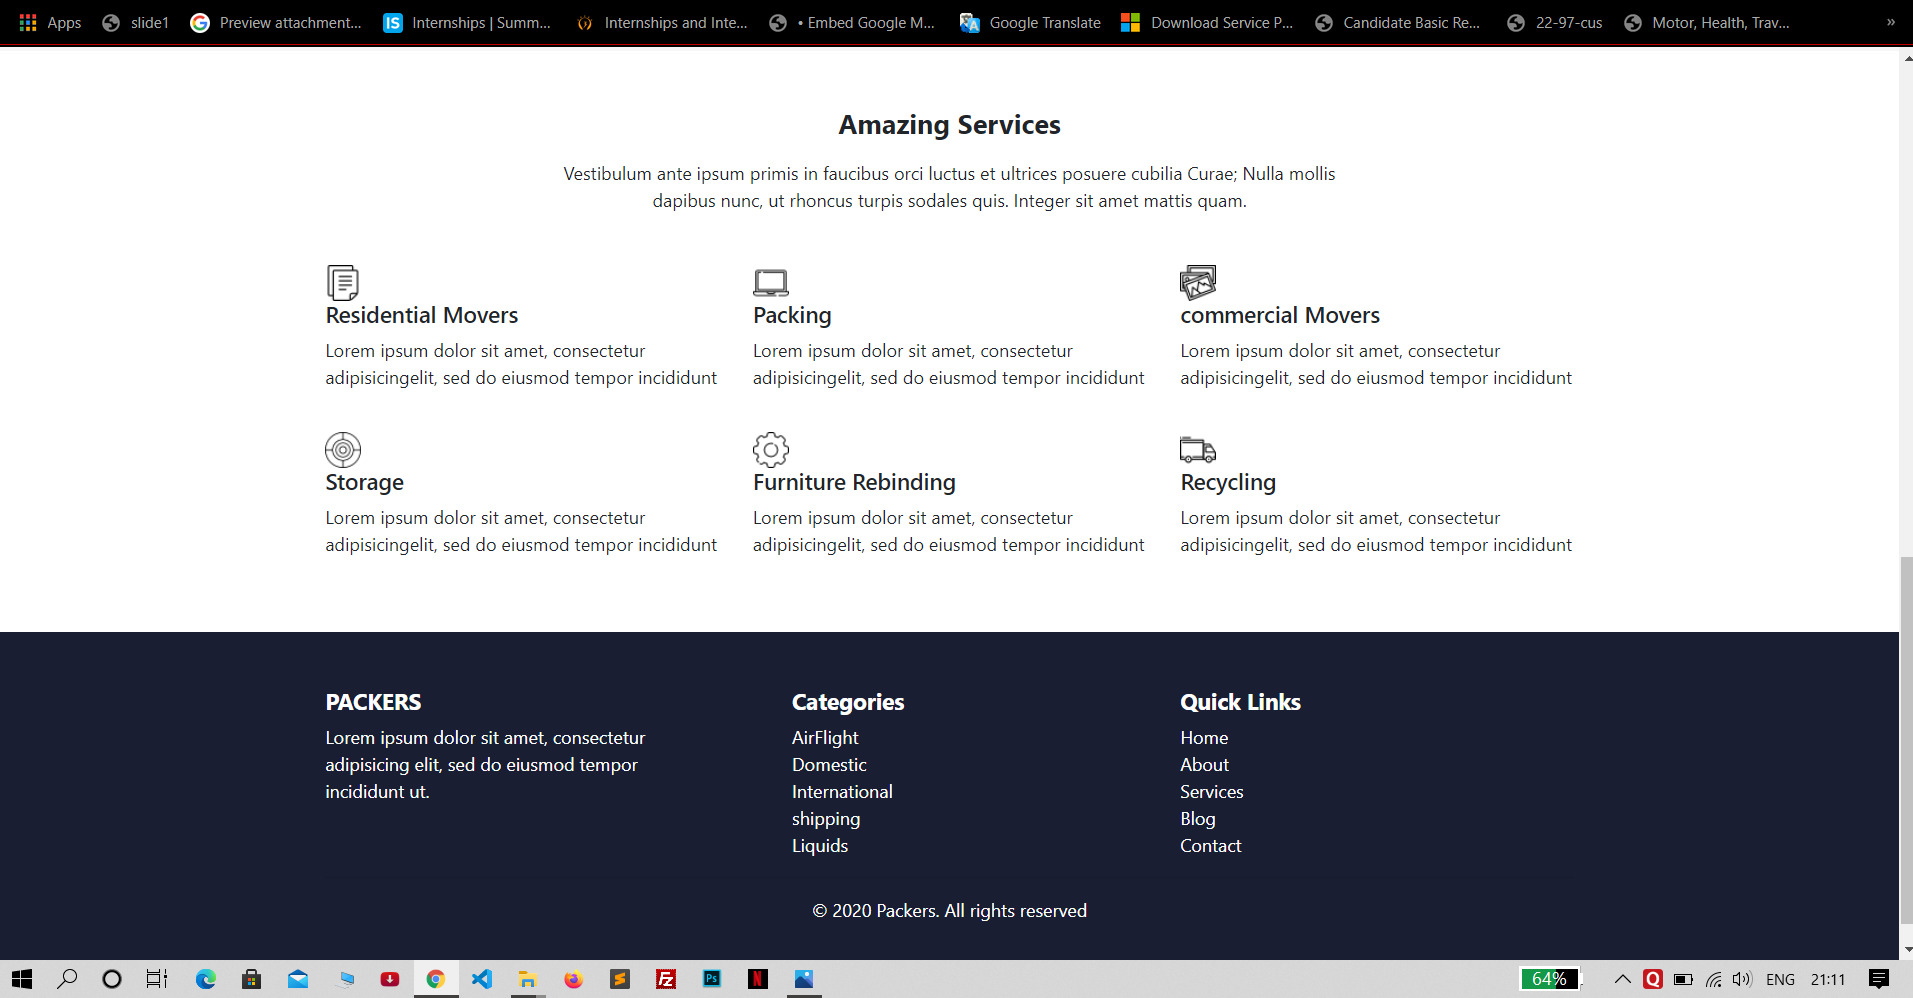 Apps slide1 Preview attachment... Internships | Summ... Internships and Inte... • Embed Google M... Google Translate Download Service P... Candidate Basic Re... 22-97-cus Motor, Health, Trav... »
Amazing Services
Vestibulum ante ipsum primis in faucibus orci luctus et ultrices posuere cubilia Curae; Nulla mollis
dapibus nunc, ut rhoncus turpis sodales quis. Integer sit amet mattis quam.
Residential Movers
Lorem ipsum dolor sit amet, consectetur
adipisicingelit, sed do eiusmod tempor incididunt
Packing
Lorem ipsum dolor sit amet, consectetur
adipisicingelit, sed do eiusmod tempor incididunt
commercial Movers
Lorem ipsum dolor sit amet, consectetur
adipisicingelit, sed do eiusmod tempor incididunt
Storage
Lorem ipsum dolor sit amet, consectetur
adipisicingelit, sed do eiusmod tempor incididunt
Furniture Rebinding
Lorem ipsum dolor sit amet, consectetur
adipisicingelit, sed do eiusmod tempor incididunt
Recycling
Lorem ipsum dolor sit amet, consectetur
adipisicingelit, sed do eiusmod tempor incididunt
PACKERS
Lorem ipsum dolor sit amet, consectetur
adipisicing elit, sed do eiusmod tempor
incididunt ut.
Categories
AirFlight
Domestic
International
shipping
Liquids
Quick Links
Home
About
Services
Blog
Contact
© 2020 Packers. All rights reserved
64% ENG 21:11